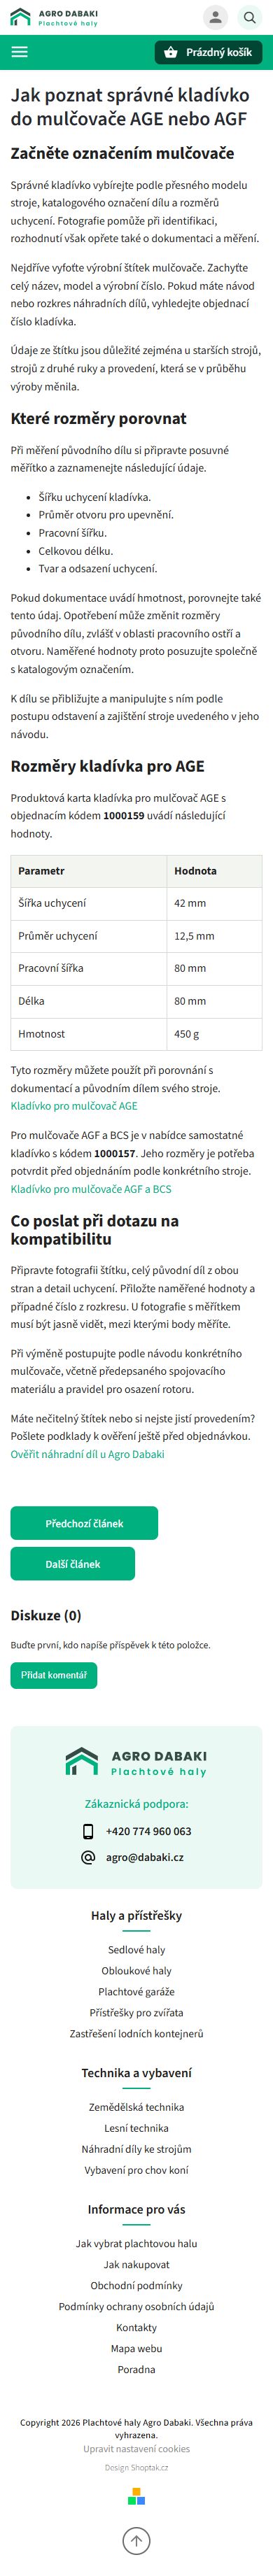 AGRO DABAKI
Plachtové haly
Prázdný košík
Jak poznat správné kladívko
do mulčovače AGE nebo AGF
Začněte označením mulčovače
Správné kladívko vybírejte podle přesného modelu
stroje, katalogového označení dílu a rozměrů
uchycení. Fotografie pomůže při identifikaci,
rozhodnutí však opřete také o dokumentaci a měření.
Nejdříve vyfoťte výrobní štítek mulčovače. Zachyťte
celý název, model a výrobní číslo. Pokud máte návod
nebo rozkres náhradních dílů, vyhledejte objednací
číslo kladívka.
Údaje ze štítku jsou důležité zejména u starších strojů,
strojů z druhé ruky a provedení, která se v průběhu
výroby měnila.
Které rozměry porovnat
Při měření původního dílu si připravte posuvné
měřítko a zaznamenejte následující údaje.
• Šířku uchycení kladívka.
• Průměr otvoru pro upevnění.
• Pracovní šířku.
• Celkovou délku.
• Tvar a odsazení uchycení.
Pokud dokumentace uvádí hmotnost, porovnejte také
tento údaj. Opotřebení může změnit rozměry
původního dílu, zvlášť v oblasti pracovního ostří a
otvoru. Naměřené hodnoty proto posuzujte společně
s katalogovým označením.
K dílu se přibližujte a manipulujte s ním podle
postupu odstavení a zajištění stroje uvedeného v jeho
návodu.
Rozměry kladívka pro AGE
Produktová karta kladívka pro mulčovač AGE s
objednacím kódem 1000159 uvádí následující
hodnoty.
Parametr Hodnota
Šířka uchycení 42 mm
Průměr uchycení 12,5 mm
Pracovní šířka 80 mm
Délka 80 mm
Hmotnost 450 g
Tyto rozměry můžete použít při porovnání s
dokumentací a původním dílem svého stroje.
Kladívko pro mulčovač AGE
Pro mulčovače AGF a BCS je v nabídce samostatné
kladívko s kódem 1000157. Jeho rozměry je potřeba
potvrdit před objednáním podle konkrétního stroje.
Kladívko pro mulčovače AGF a BCS
Co poslat při dotazu na
kompatibilitu
Připravte fotografii štítku, celý původní díl z obou
stran a detail uchycení. Přiložte naměřené hodnoty a
případné číslo z rozkresu. U fotografie s měřítkem
musí být jasně vidět, mezi kterými body měříte.
Při výměně postupujte podle návodu konkrétního
mulčovače, včetně předepsaného spojovacího
materiálu a pravidel pro osazení rotoru.
Máte nečitelný štítek nebo si nejste jistí provedením?
Pošlete podklady k ověření ještě před objednávkou.
Ověřit náhradní díl u Agro Dabaki
Předchozí článek
Další článek
Diskuze (0)
Buďte první, kdo napíše příspěvek k této položce.
Přidat komentář
AGRO DABAKI
Plachtové haly
Zákaznická podpora:
+420 774 960 063
agro@dabaki.cz
Haly a přístřešky
Sedlové haly
Obloukové haly
Plachtové garáže
Přístřešky pro zvířata
Zastřešení lodních kontejnerů
Technika a vybavení
Zemědělská technika
Lesní technika
Náhradní díly ke strojům
Vybavení pro chov koní
Informace pro vás
Jak vybrat plachtovou halu
Jak nakupovat
Obchodní podmínky
Podmínky ochrany osobních údajů
Kontakty
Mapa webu
Poradna
Copyright 2026 Plachtové haly Agro Dabaki. Všechna práva
vyhrazena.
Upravit nastavení cookies
Design Shoptak.cz